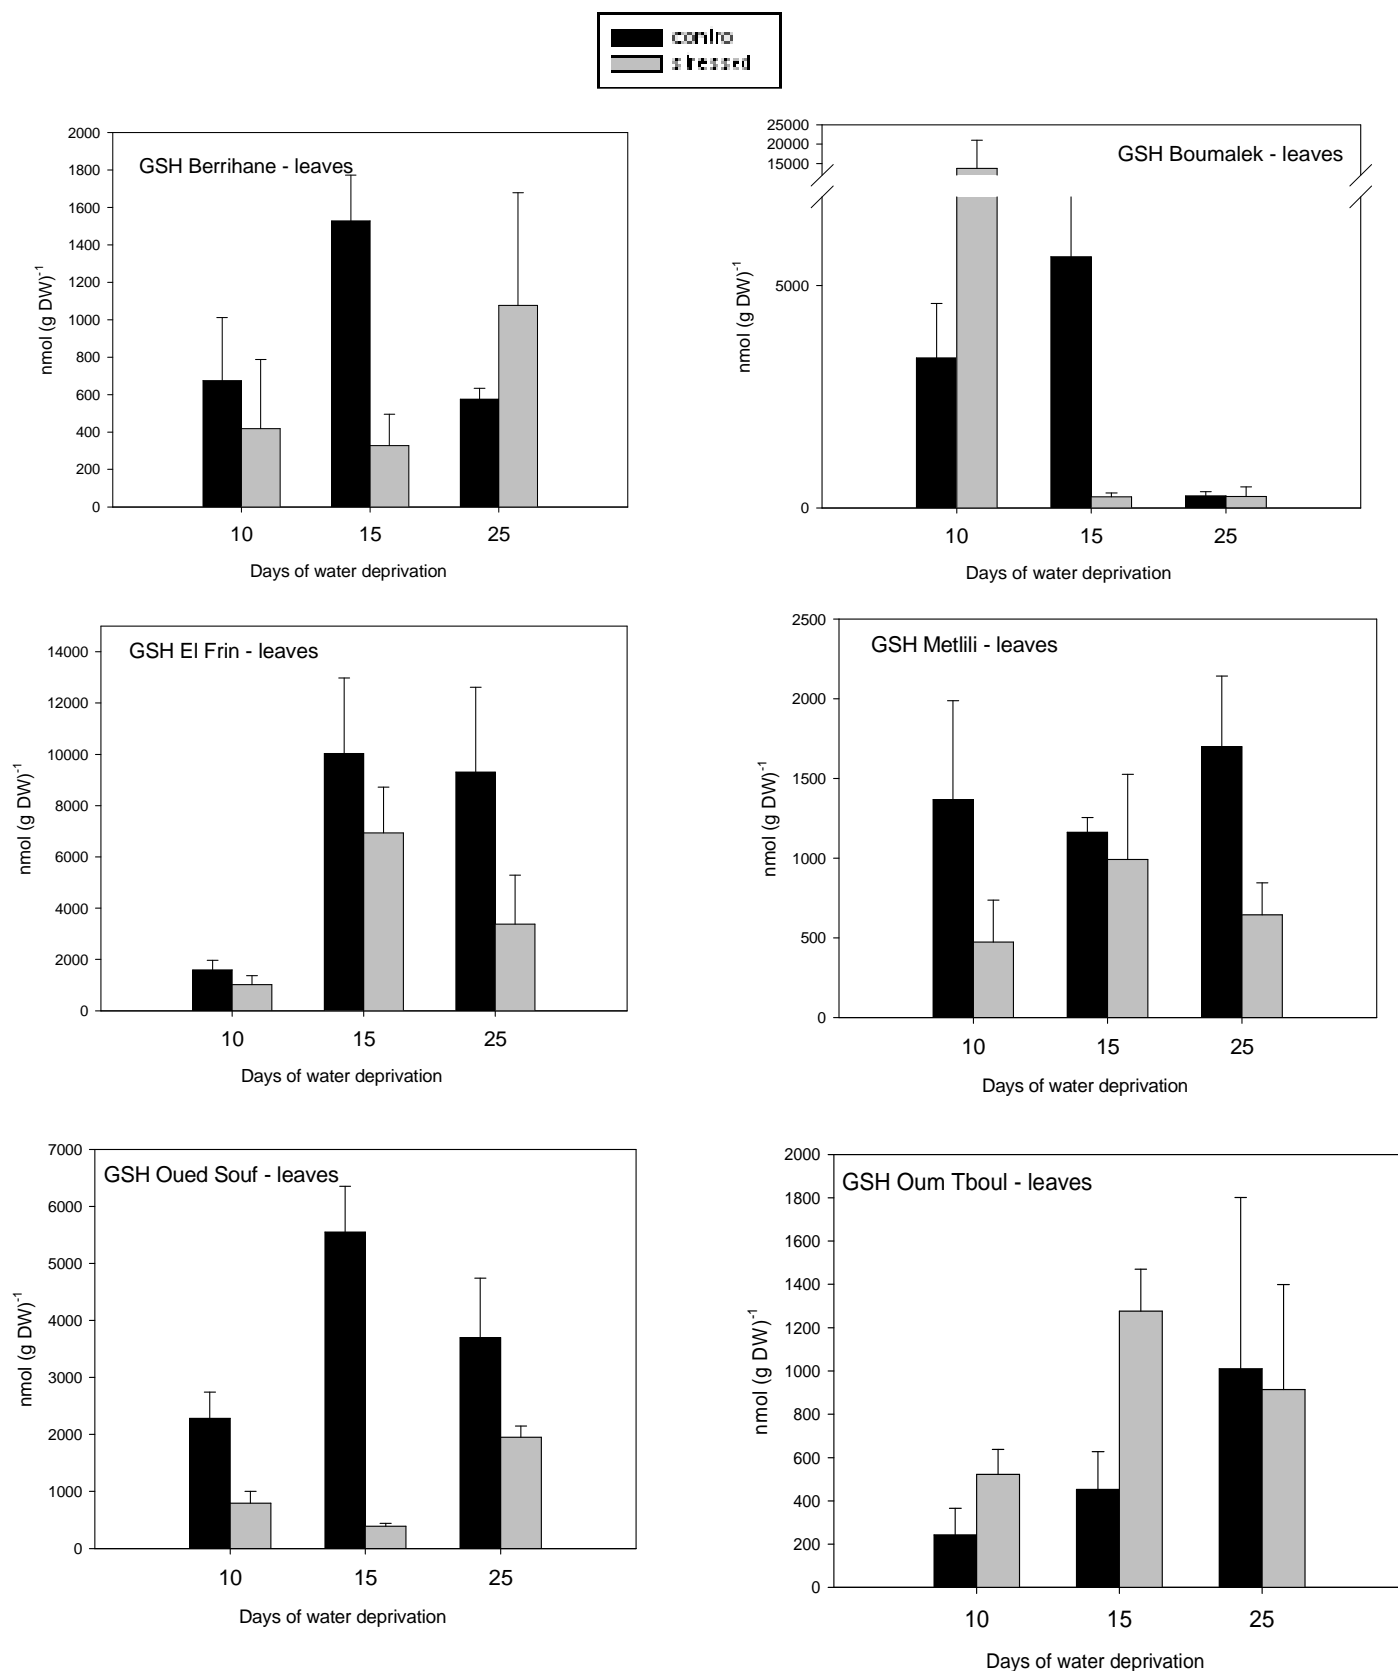 contro
stressed
GSH Berrihane - leaves
nmol (g DW)-1
2000
1800
1600
1400
1200
1000
800
600
400
200
0
10 15 25
Days of water deprivation
GSH Boumalek - leaves
nmol (g DW)-1
25000
20000
15000
5000
0
10 15 25
Days of water deprivation
GSH El Frin - leaves
nmol (g DW)-1
14000
12000
10000
8000
6000
4000
2000
0
10 15 25
Days of water deprivation
GSH Metlili - leaves
nmol (g DW)-1
2500
2000
1500
1000
500
0
10 15 25
Days of water deprivation
GSH Oued Souf - leaves
nmol (g DW)-1
7000
6000
5000
4000
3000
2000
1000
0
10 15 25
Days of water deprivation
GSH Oum Tboul - leaves
nmol (g DW)-1
2000
1800
1600
1400
1200
1000
800
600
400
200
0
10 15 25
Days of water deprivation